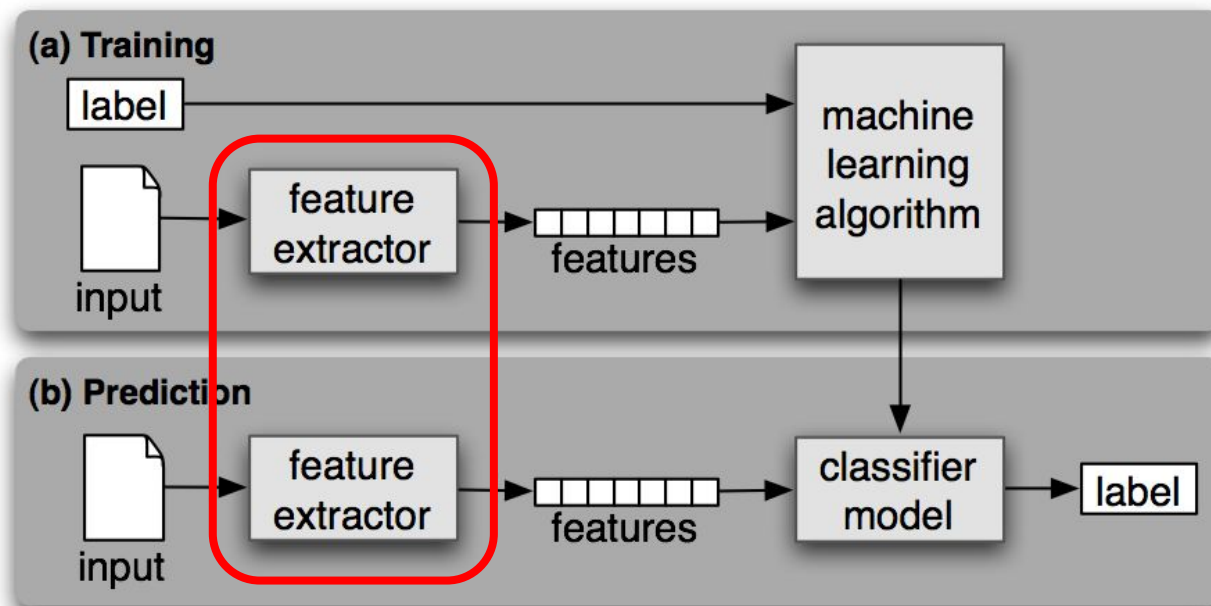 (a) Training
label
machine
learning
algorithm
feature
extractor
features
input
(b) Prediction
feature
extractor
features
classifier
model
label
input